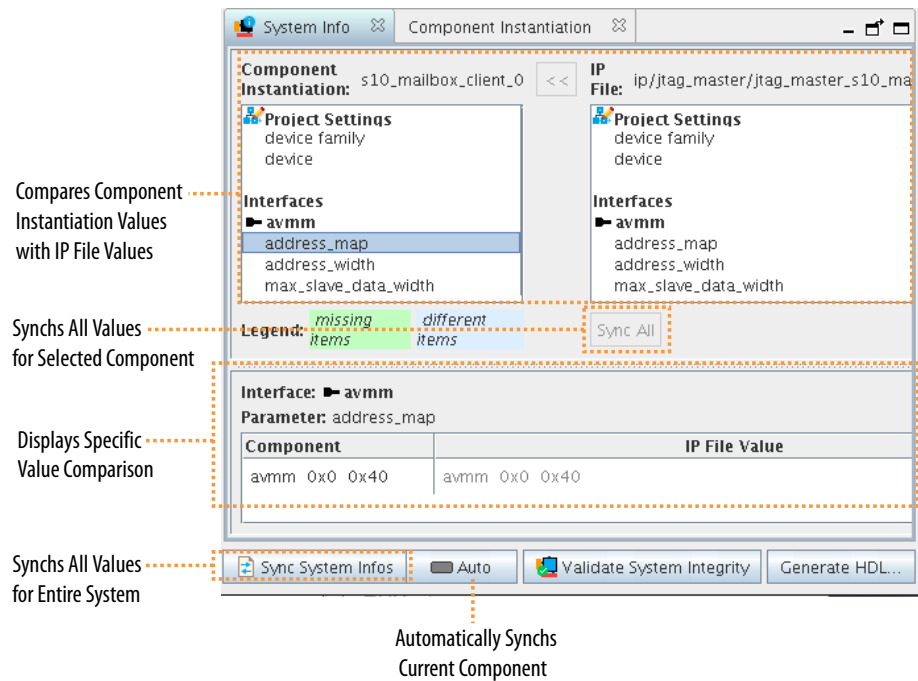 System Info
Component Instantiation
Component
Instantiation: s10_mailbox_client_0
<<
IP
File: ip/jtag_master/jtag_master_s10_ma
Project Settings
device family
device
Interfaces
avmm
address_map
address_width
max_slave_data_width
Project Settings
device family
device
Interfaces
avmm
address_map
address_width
max_slave_data_width
Compares Component
Instantiation Values
with IP File Values
Synchs All Values
for Selected Component
Legend: missing items different items
Sync All
Displays Specific
Value Comparison
Interface: avmm
Parameter: address_map
Component IP File Value
avmm 0x0 0x40 avmm 0x0 0x40
Synchs All Values
for Entire System
Sync System Infos Auto Validate System Integrity Generate HDL...
Automatically Synchs
Current Component